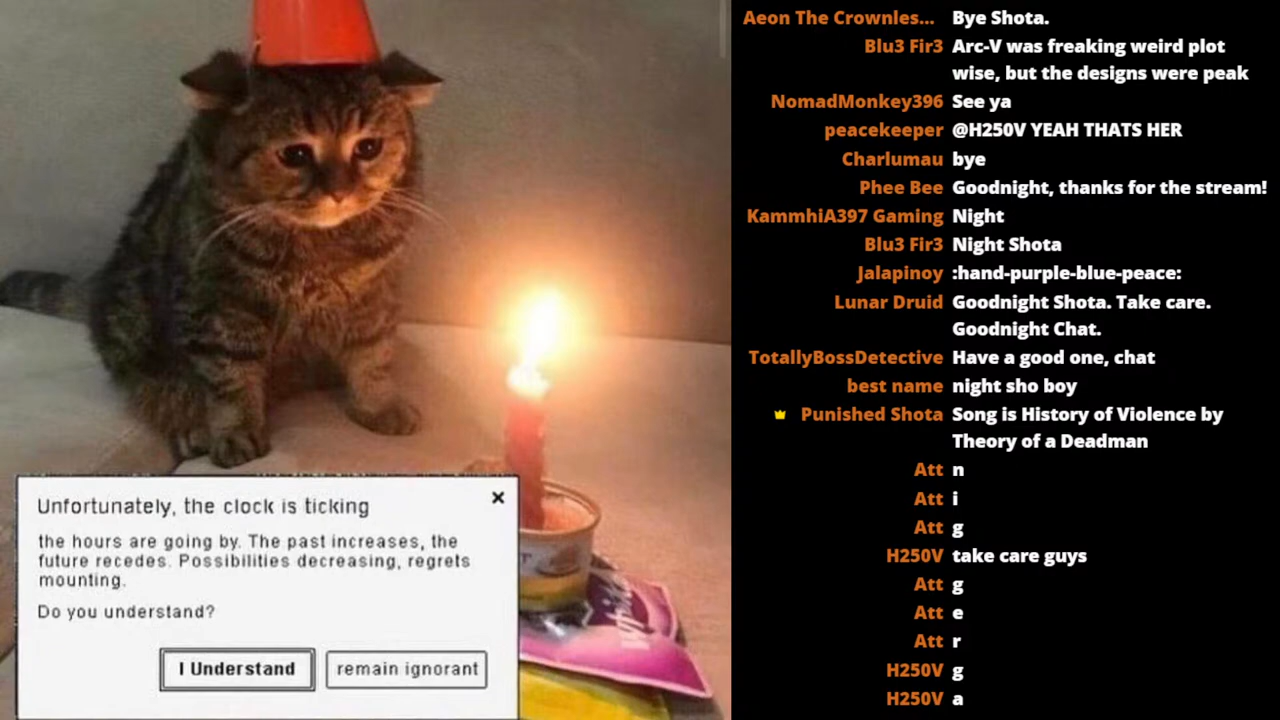 Unfortunately, the clock is ticking
the hours are going by. The past increases, the
future recedes. Possibilities decreasing, regrets
mounting.
Do you understand?
I Understand
remain ignorant
Aeon The Crownles... Bye Shota.
Blu3 Fir3 Arc-V was freaking weird plot
wise, but the designs were peak
NomadMonkey396 See ya
peacekeeper @H250V YEAH THATS HER
Charlumau bye
Phee Bee Goodnight, thanks for the stream!
KammhiA397 Gaming Night
Blu3 Fir3 Night Shota
Jalapinoy :hand-purple-blue-peace:
Lunar Druid Goodnight Shota. Take care.
Goodnight Chat.
TotallyBossDetective Have a good one, chat
best name night sho boy
Punished Shota Song is History of Violence by
Theory of a Deadman
Att n
Att i
Att g
H250V take care guys
Att g
Att e
Att r
H250V g
H250V a